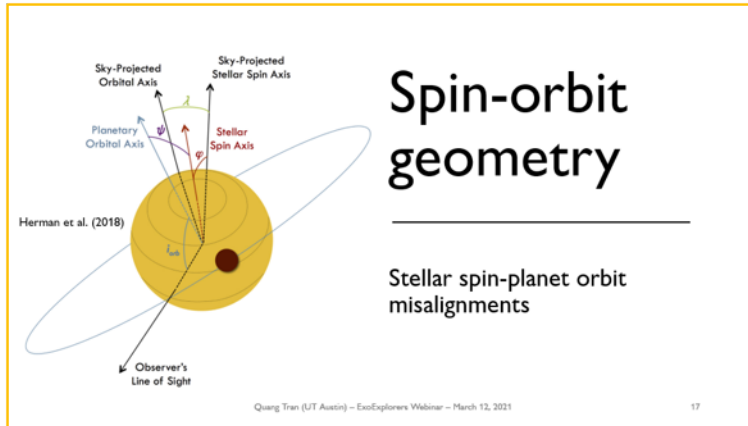 Sky-Projected
Orbital Axis
Sky-Projected
Stellar Spin Axis
λ
Planetary
Orbital Axis
ψ
Stellar
Spin Axis
φ
Herman et al. (2018)
i_orb
Observer's
Line of Sight
Spin-orbit
geometry
Stellar spin-planet orbit
misalignments
Quang Tran (UT Austin) – ExoExplorers Webinar – March 12, 2021
17